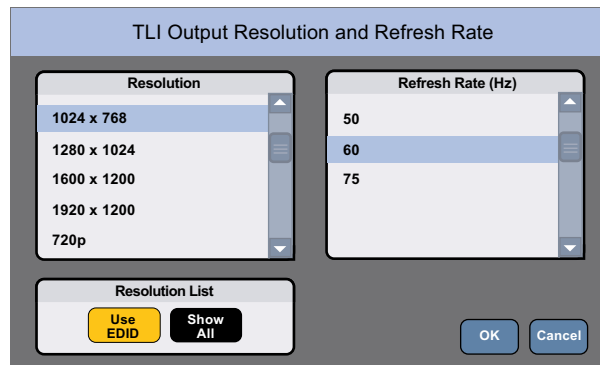 TLI Output Resolution and Refresh Rate
Resolution
1024 x 768
1280 x 1024
1600 x 1200
1920 x 1200
720p
Refresh Rate (Hz)
50
60
75
Resolution List
Use
EDID
Show
All
OK
Cancel